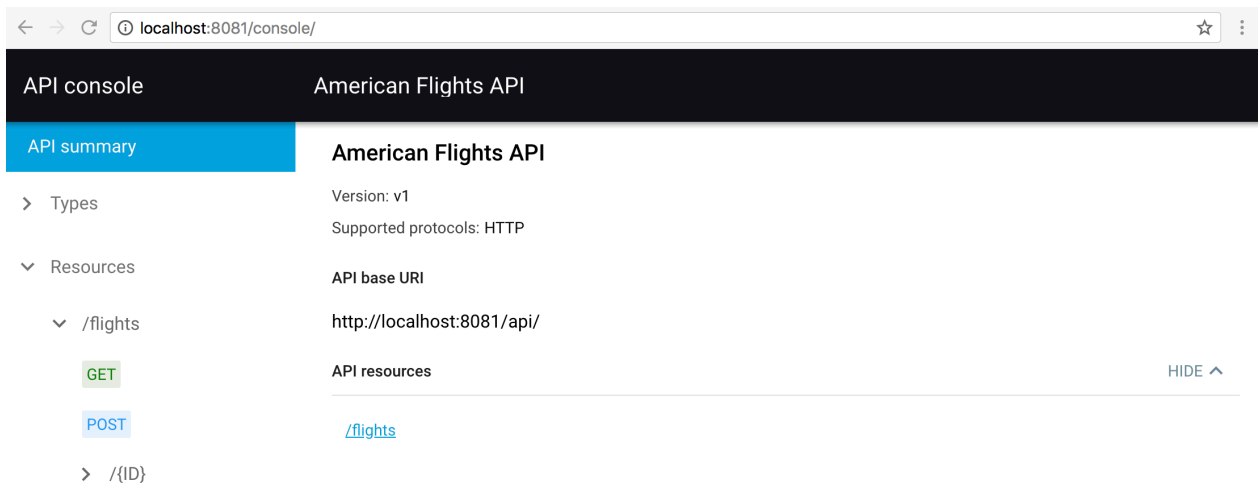 localhost:8081/console/
API console
American Flights API
API summary
Types
Resources
/flights
GET
POST
/{ID}
American Flights API
Version: v1
Supported protocols: HTTP
API base URI
http://localhost:8081/api/
API resources
HIDE
/flights